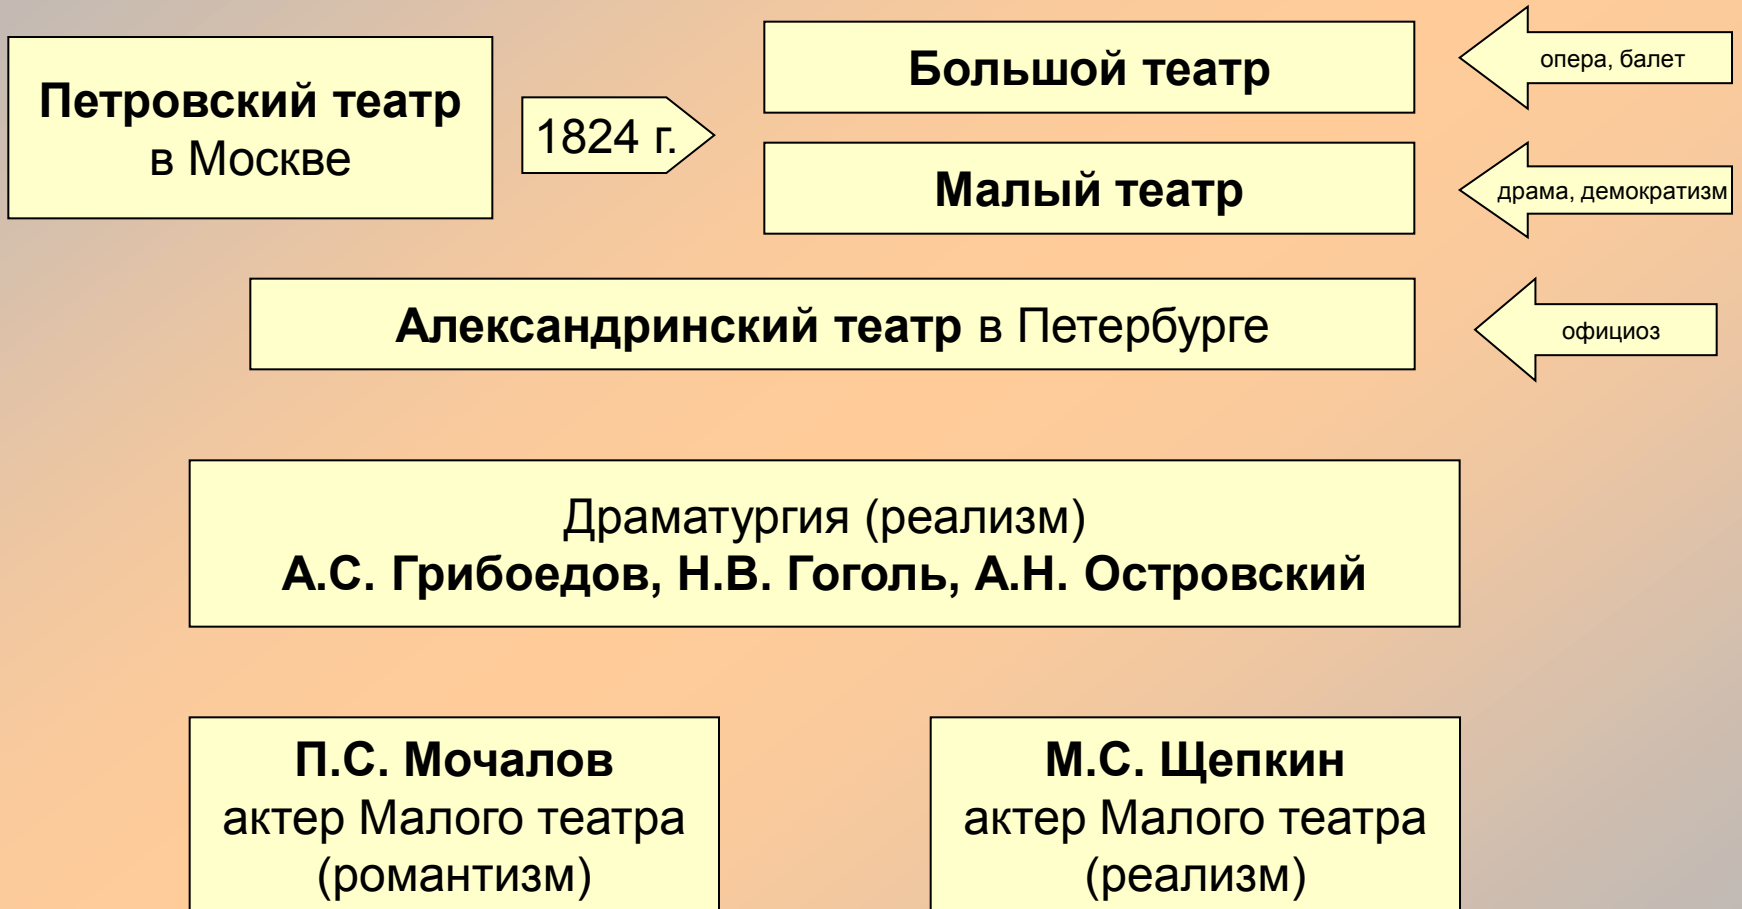 Петровский театр
в Москве
1824 г.
Большой театр
опера, балет
Малый театр
драма, демократизм
Александринский театр в Петербурге
официоз
Драматургия (реализм)
А.С. Грибоедов, Н.В. Гоголь, А.Н. Островский
П.С. Мочалов
актер Малого театра
(романтизм)
М.С. Щепкин
актер Малого театра
(реализм)